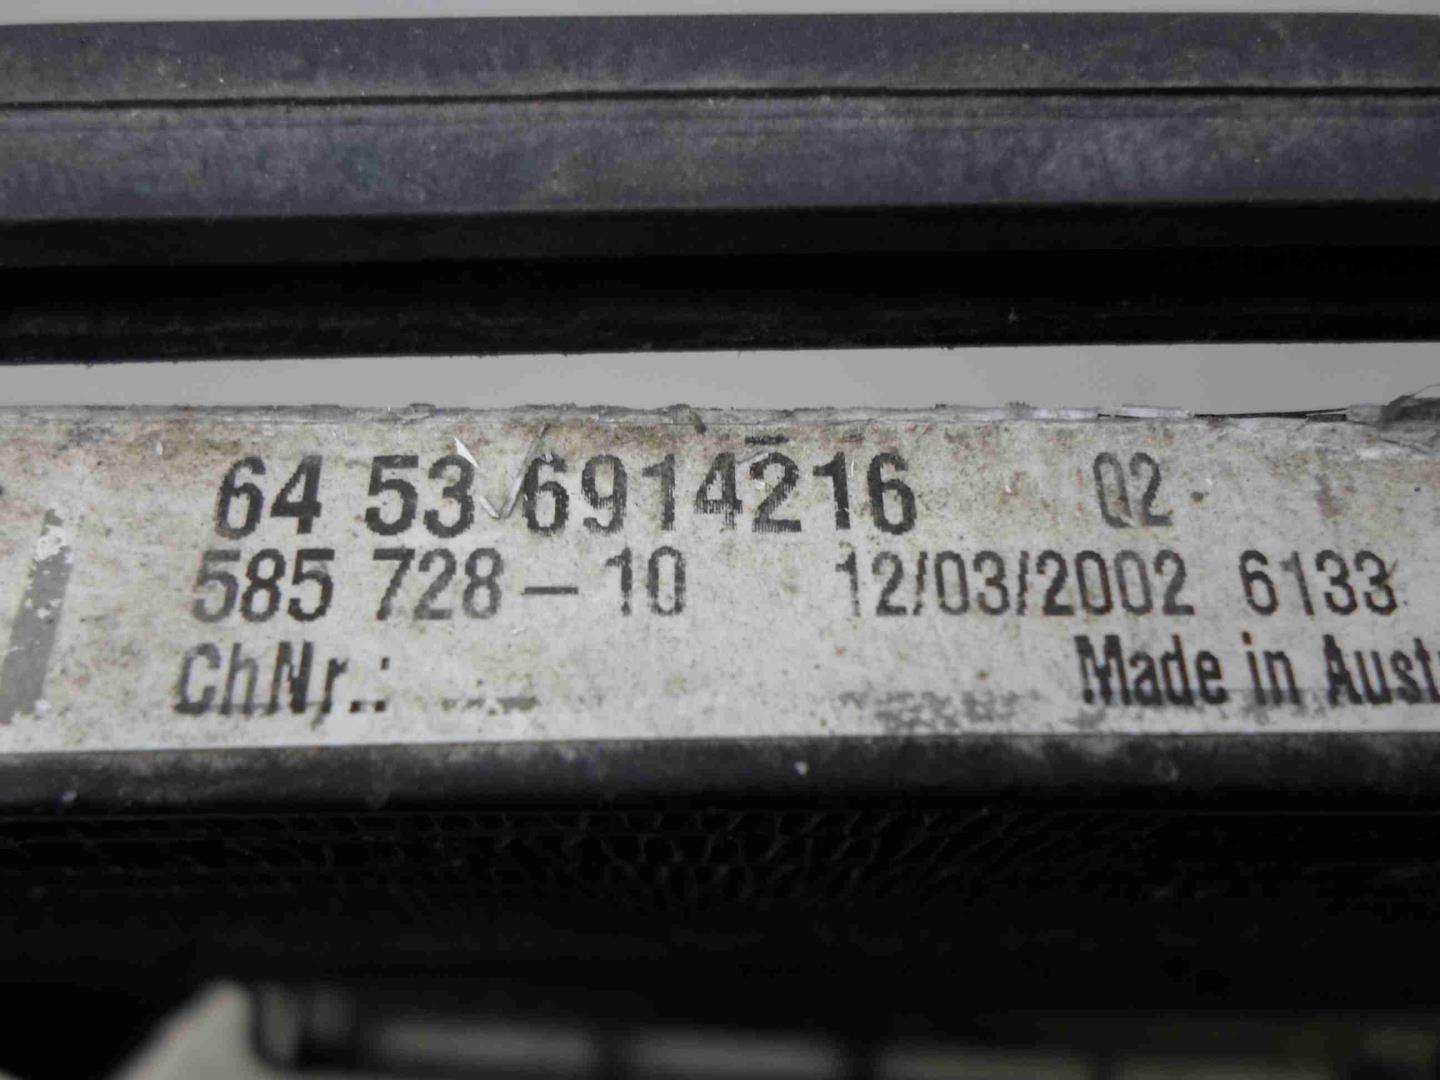 64 53 6914216 Q2
585 728-10 12/03/2002 6133
ChNr.:
Made in Aust